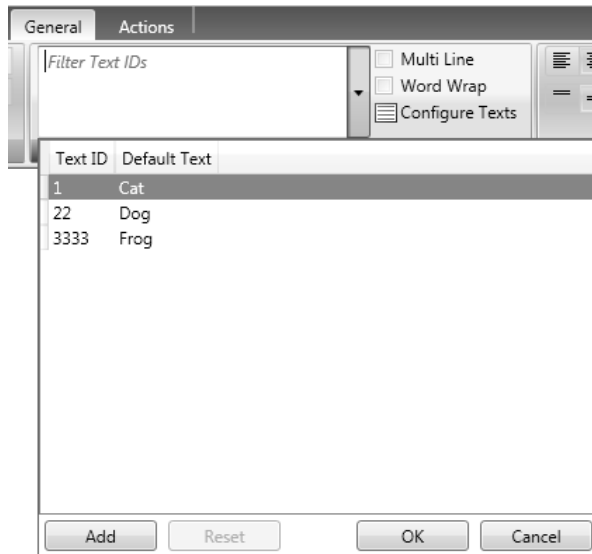 General Actions
Filter Text IDs
Multi Line
Word Wrap
Configure Texts
Text ID Default Text
1 Cat
22 Dog
3333 Frog
Add Reset OK Cancel